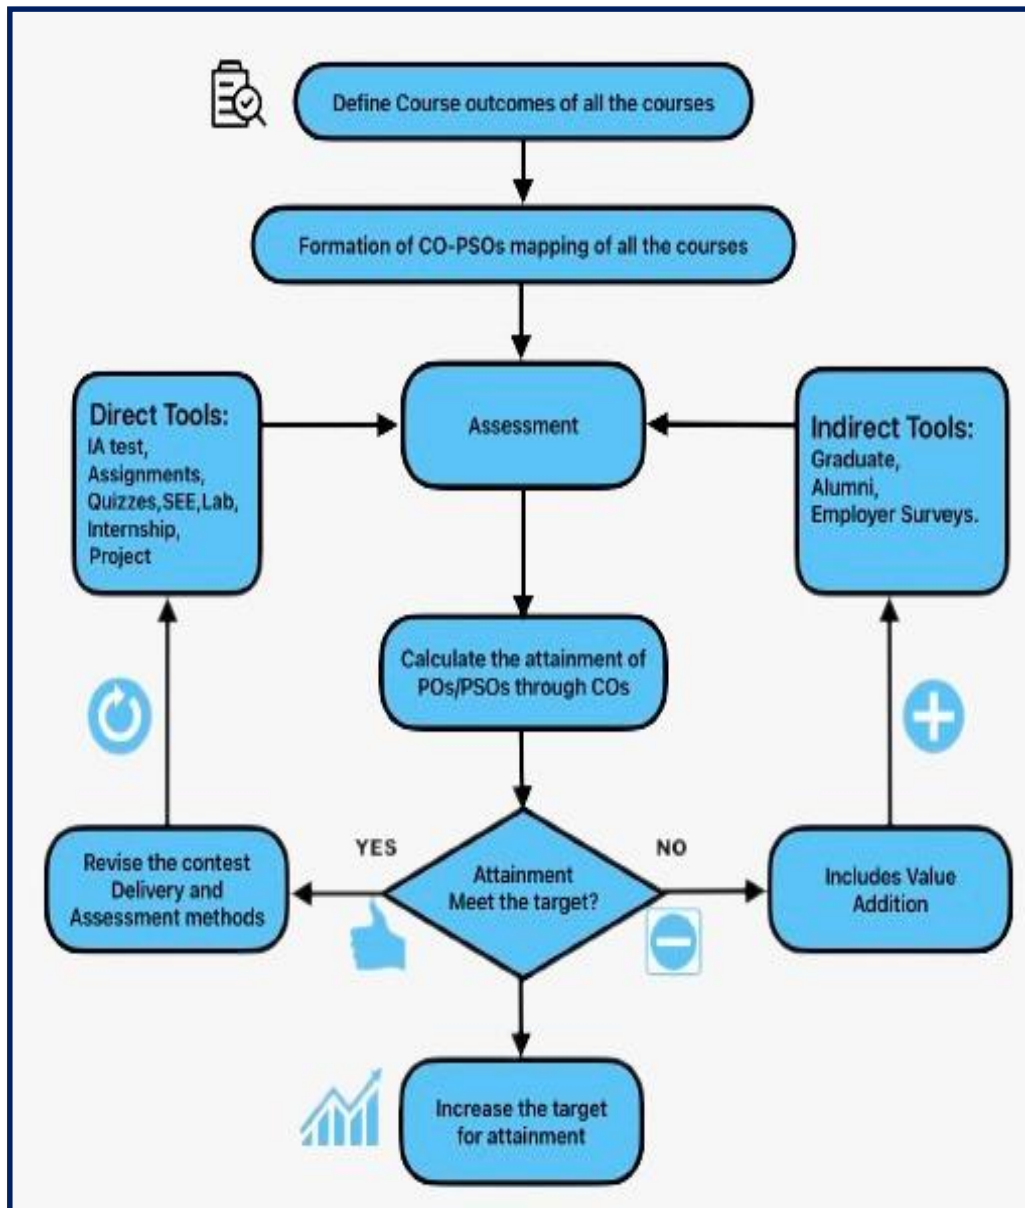 Define Course outcomes of all the courses
Formation of CO-PSOs mapping of all the courses
Direct Tools:
IA test,
Assignments,
Quizzes,SEE,Lab,
Internship,
Project
Assessment
Indirect Tools:
Graduate,
Alumni,
Employer Surveys.
Calculate the attainment of
POs/PSOs through COs
YES
NO
Revise the contest
Delivery and
Assessment methods
Attainment
Meet the target?
Includes Value
Addition
Increase the target
for attainment